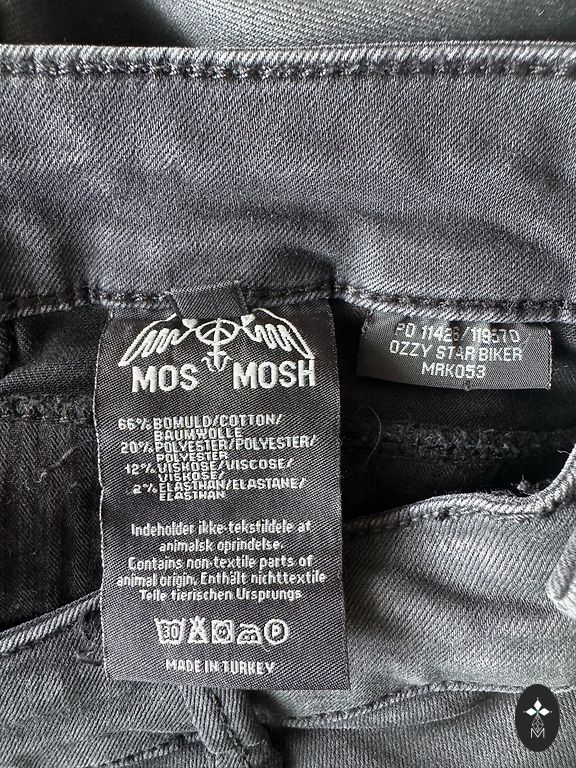 MOS MOSH
66% BOMULD/COTTON/
BAUMWOLLE
20% POLYESTER/POLYESTER/
POLYESTER
12% VISKOSE/VISCOSE/
VISKOSE/
2% ELASTHAN/ELASTANE/
ELASTHAN
Indeholder ikke-tekstildele af
animalsk oprindelse.
Contains non-textile parts of
animal origin. Enthält nichttextile
Teile tierischen Ursprungs
30
P
MADE IN TURKEY
PO 11426/119570
OZZY STAR BIKER
MRK053
M